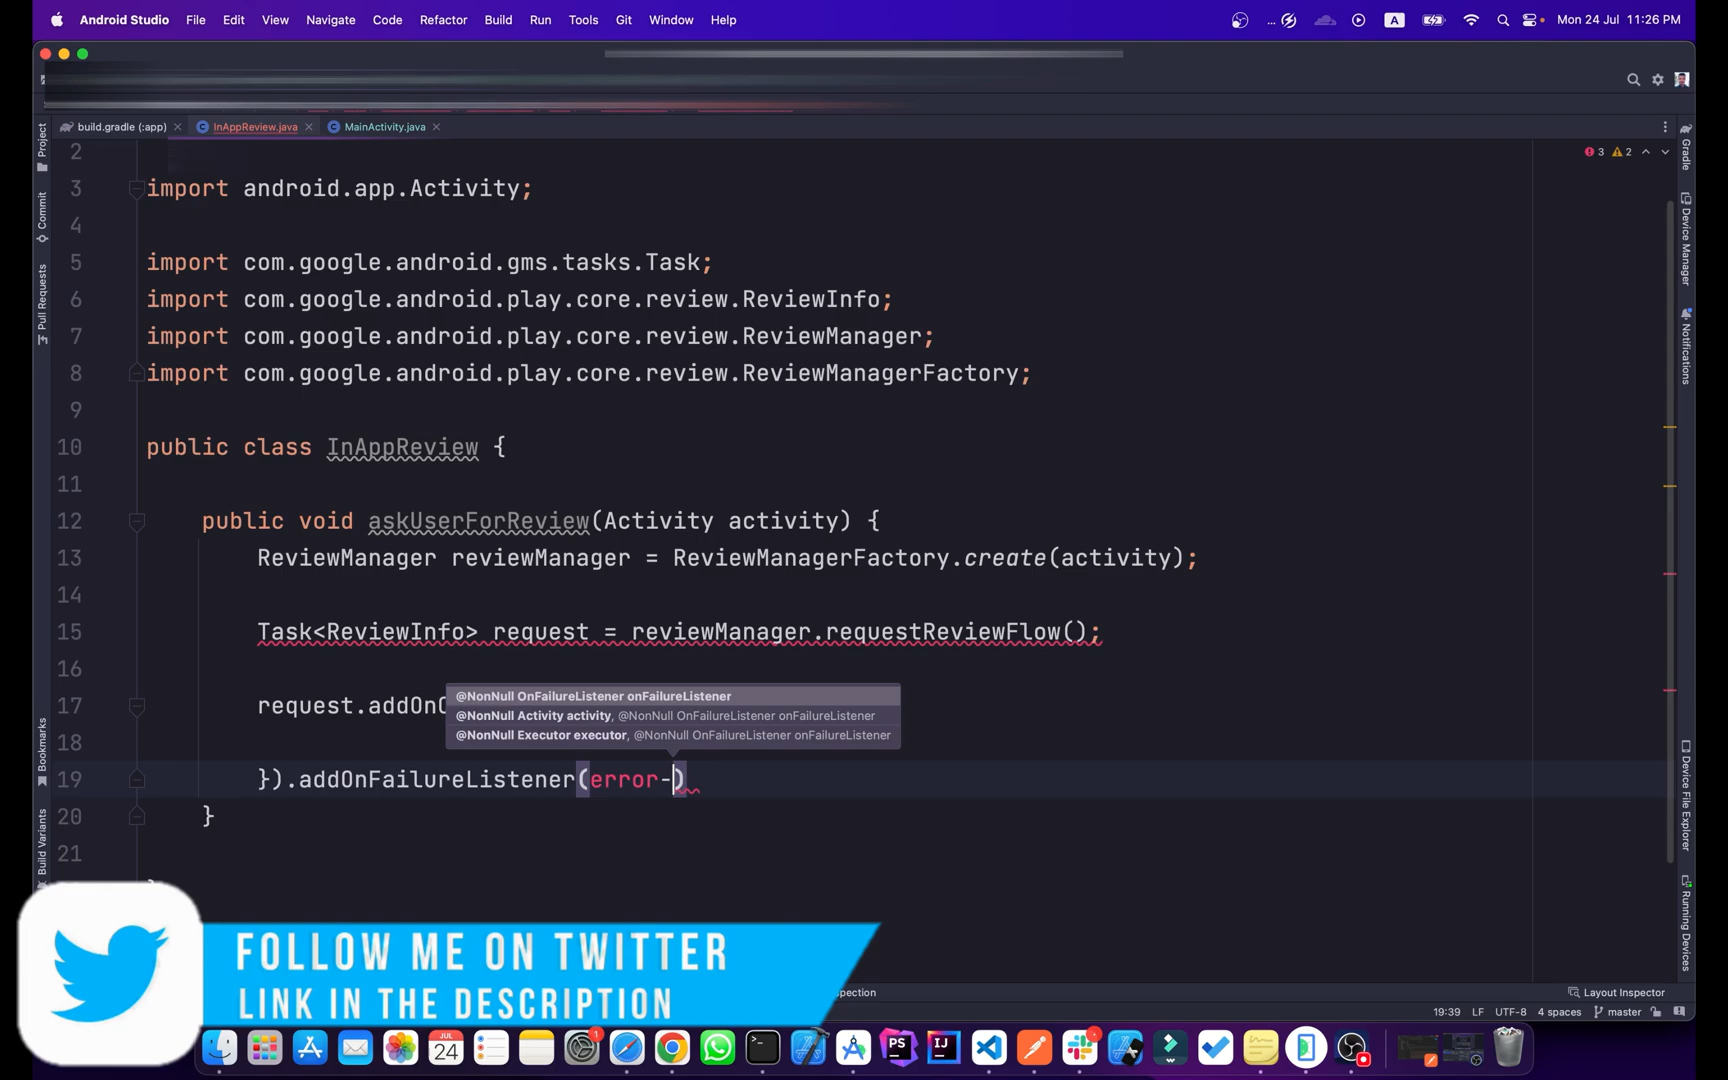 Android Studio File Edit View Navigate Code Refactor Build Run Tools Git Window Help
... A Mon 24 Jul 11:26 PM
build.gradle (:app) InAppReview.java MainActivity.java
3 2
2
3 import android.app.Activity;
4
5 import com.google.android.gms.tasks.Task;
6 import com.google.android.play.core.review.ReviewInfo;
7 import com.google.android.play.core.review.ReviewManager;
8 import com.google.android.play.core.review.ReviewManagerFactory;
9
10 public class InAppReview {
11
12 public void askUserForReview(Activity activity) {
13 ReviewManager reviewManager = ReviewManagerFactory.create(activity);
14
15 Task<ReviewInfo> request = reviewManager.requestReviewFlow();
16
@NonNull OnFailureListener onFailureListener
17 request.addOn
@NonNull Activity activity, @NonNull OnFailureListener onFailureListener
@NonNull Executor executor, @NonNull OnFailureListener onFailureListener
18
19 }).addOnFailureListener(error-)
20 }
21
Project
Commit
Pull Requests
Bookmarks
Build Variants
Gradle
Device Manager
Notifications
Device File Explorer
Running Devices
FOLLOW ME ON TWITTER
LINK IN THE DESCRIPTION
pection Layout Inspector
19:39 LF UTF-8 4 spaces master
JUL
24
1
PS
IJ